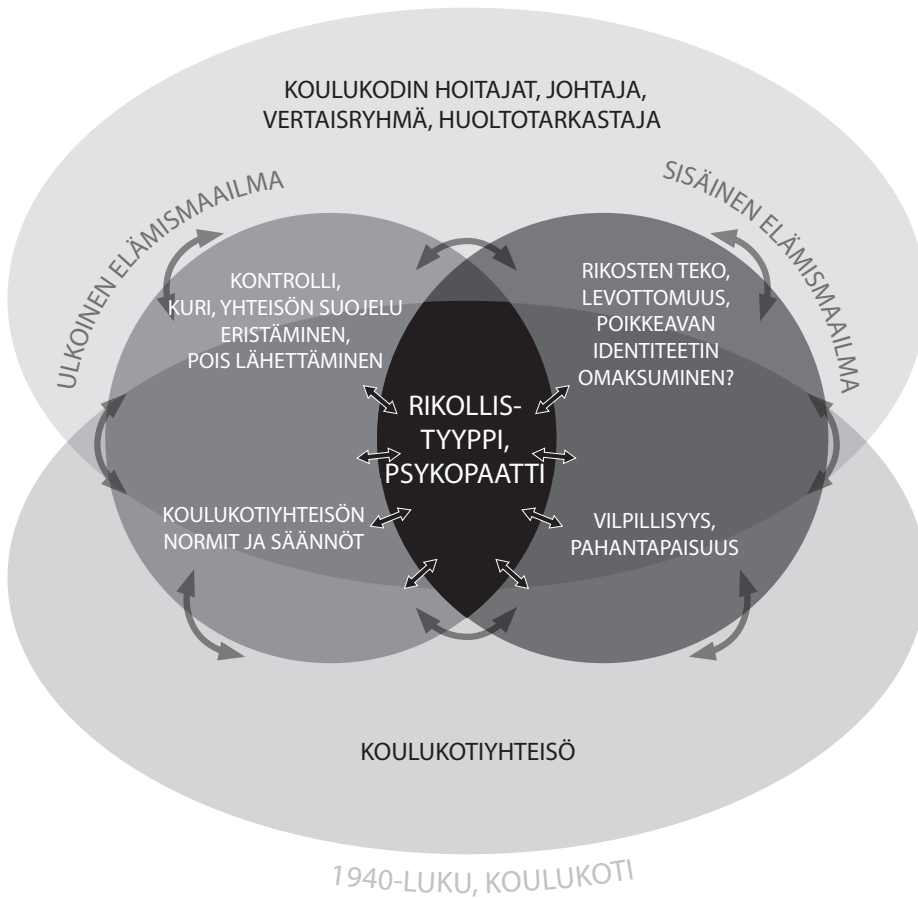 KOULUKODIN HOITAJAT, JOHTAJA,
VERTAISRYHMÄ, HUOLTOTARKASTAJA
ULKOINEN ELÄMISMAAILMA
SISÄINEN ELÄMISMAAILMA
KONTROLLI,
KURI, YHTEISÖN SUOJELU
ERISTÄMINEN,
POIS LÄHETTÄMINEN
RIKOSTEN TEKO,
LEVOTTOMUUS,
POIKKEAVAN
IDENTITEETIN
OMAKSUMINEN?
RIKOLLIS-
TYYPPI,
PSYKOPAATTI
KOULUKOTIYHTEISÖN
NORMIT JA SÄÄNNÖT
VILPILLISYYS,
PAHANTAPAISUUS
KOULUKOTIYHTEISÖ
1940-LUKU, KOULUKOTI